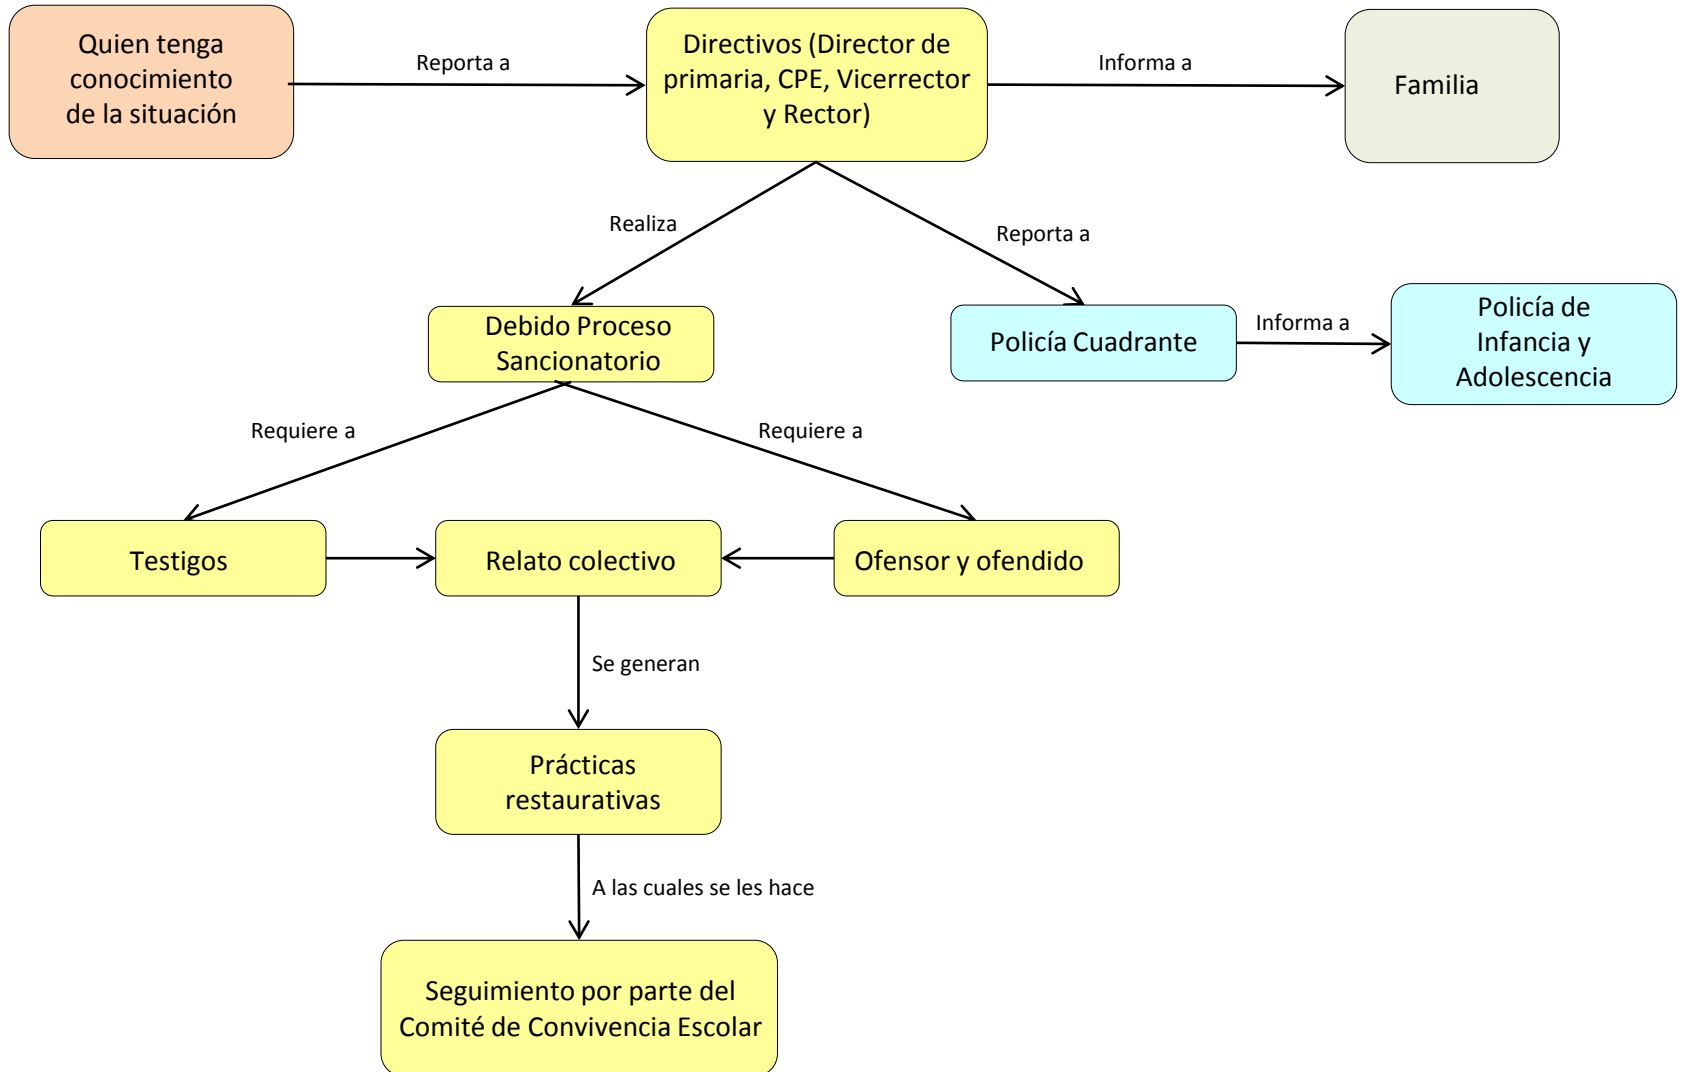 Quien tenga
conocimiento
de la situación
Reporta a
Directivos (Director de
primaria, CPE, Vicerrector
y Rector)
Informa a
Familia
Realiza
Reporta a
Debido Proceso
Sancionatorio
Policía Cuadrante
Informa a
Policía de
Infancia y
Adolescencia
Requiere a
Requiere a
Testigos
Relato colectivo
Ofensor y ofendido
Se generan
Prácticas
restaurativas
A las cuales se les hace
Seguimiento por parte del
Comité de Convivencia Escolar